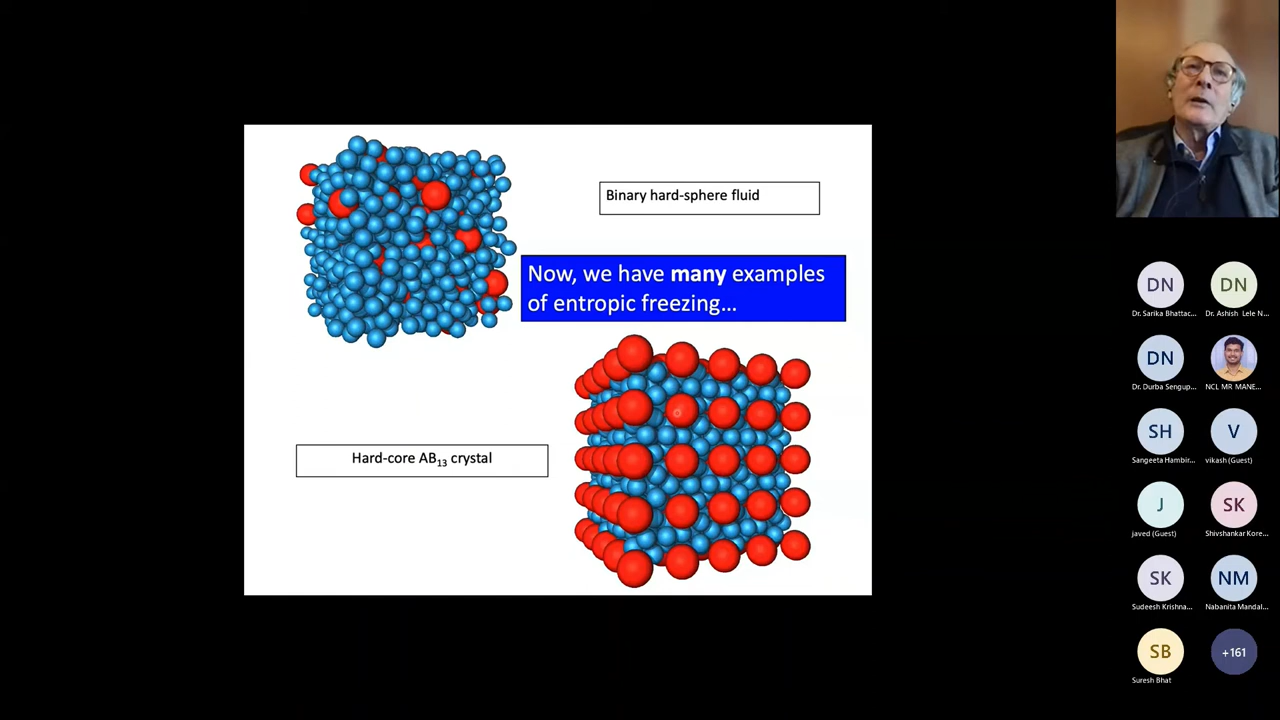 Binary hard-sphere fluid
Now, we have many examples
of entropic freezing...
Hard-core AB13 crystal
DN
Dr. Sarika Bhattac...
DN
Dr. Ashish Lele N...
DN
Dr. Durba Sengup...
NCL MR MANE...
SH
Sangeeta Hambir...
V
vikash (Guest)
J
javed (Guest)
SK
Shivshankar Kore...
SK
Sudeesh Krishna...
NM
Nabanita Mandal...
SB
Suresh Bhat
+161